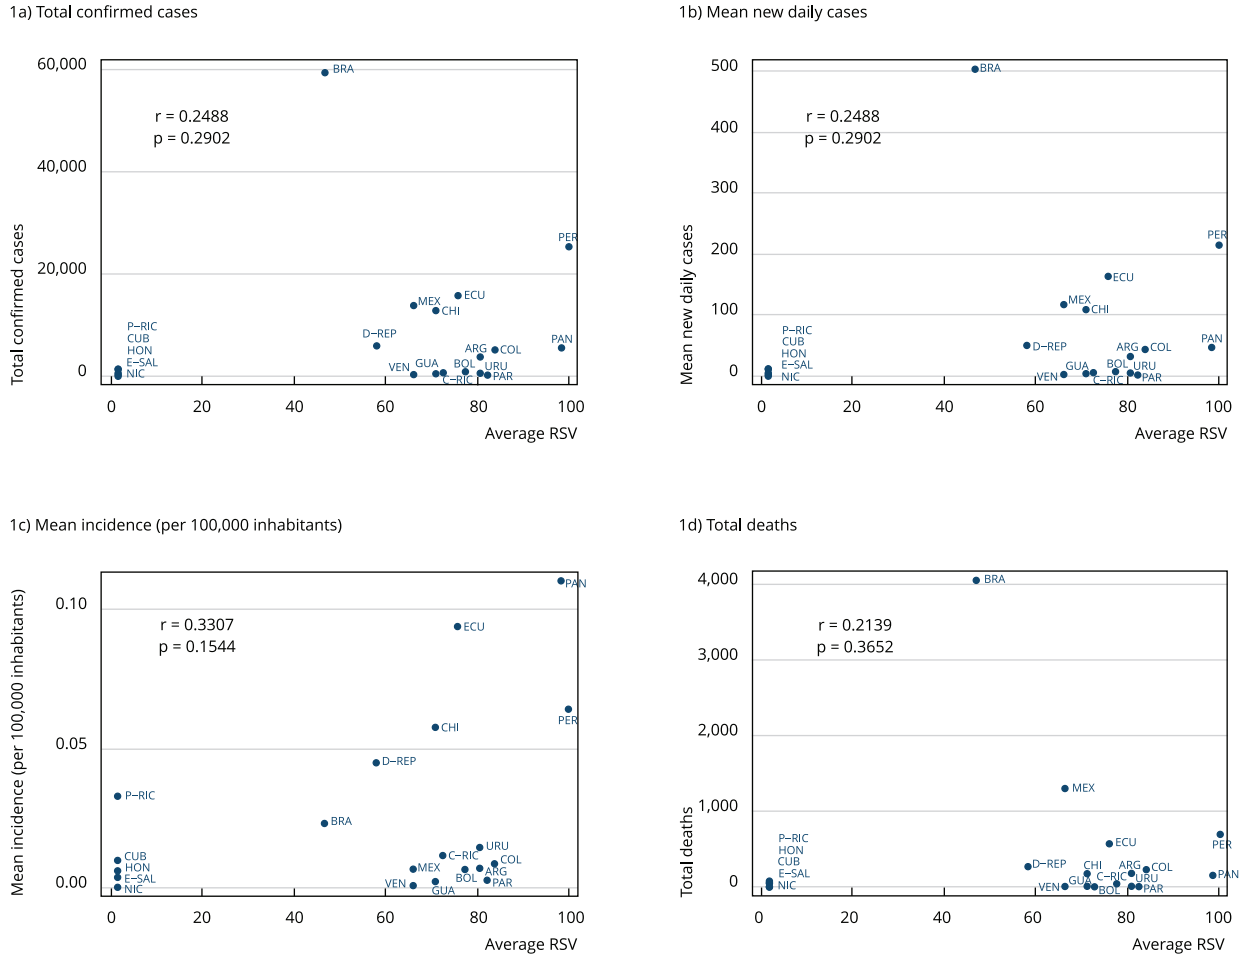 1a) Total confirmed cases
Total confirmed cases
60,000
40,000
20,000
0
r = 0.2488
p = 0.2902
BRA
PER
ECU
MEX
CHI
D–REP
PAN
COL
ARG
P–RIC
CUB
HON
E–SAL
NIC
VEN
GUA
BOL
URU
C–RIC
PAR
0
20
40
60
80
100
Average RSV
1b) Mean new daily cases
Mean new daily cases
500
400
300
200
100
0
r = 0.2488
p = 0.2902
BRA
PER
ECU
MEX
CHI
D–REP
PAN
COL
ARG
P–RIC
CUB
HON
E–SAL
NIC
VEN
GUA
BOL
URU
C–RIC
PAR
0
20
40
60
80
100
Average RSV
1c) Mean incidence (per 100,000 inhabitants)
Mean incidence (per 100,000 inhabitants)
0.10
0.05
0.00
r = 0.3307
p = 0.1544
PAN
ECU
PER
CHI
D–REP
P–RIC
BRA
CUB
HON
E–SAL
NIC
URU
C–RIC
COL
MEX
ARG
BOL
VEN
GUA
PAR
0
20
40
60
80
100
Average RSV
1d) Total deaths
Total deaths
4,000
3,000
2,000
1,000
0
r = 0.2139
p = 0.3652
BRA
MEX
ECU
PER
P–RIC
HON
CUB
E–SAL
NIC
D–REP
CHI
ARG
COL
PAN
GUA
C–RIC
URU
VEN
BOL
PAR
0
20
40
60
80
100
Average RSV